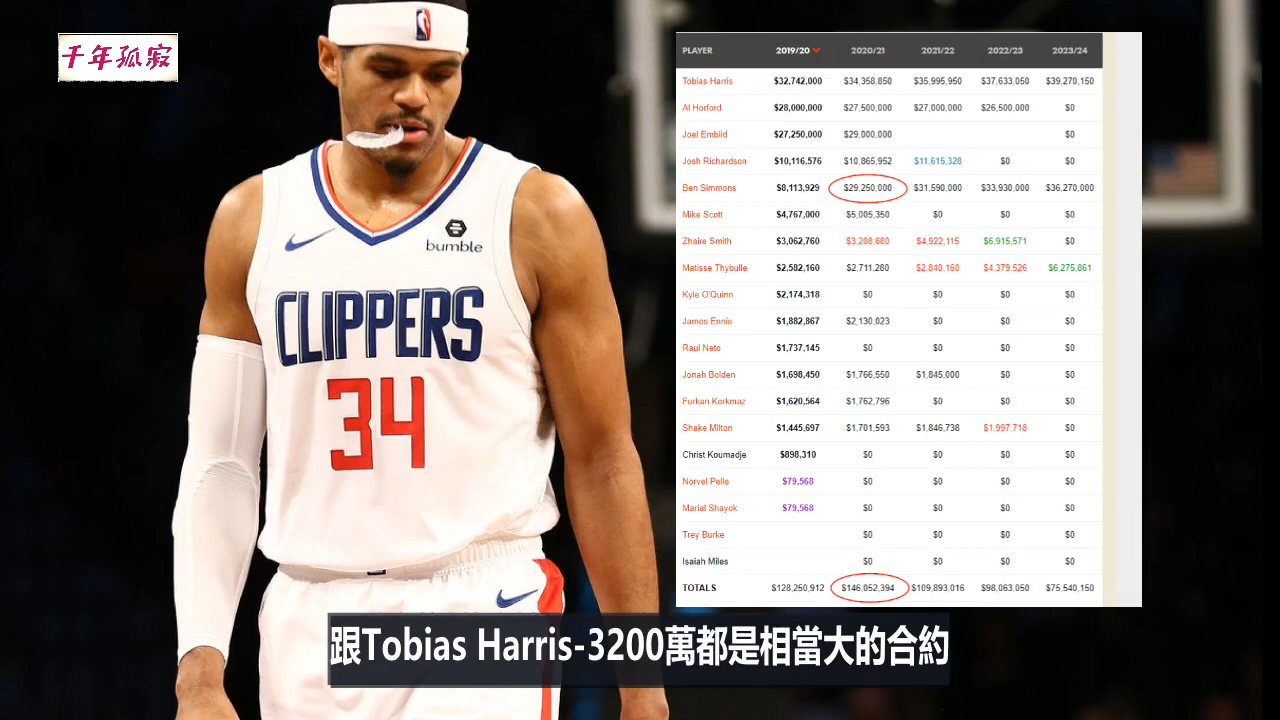 千年孤寂
bumble
CLIPPERS
34
PLAYER 2019/20 2020/21 2021/22 2022/23 2023/24
Tobias Harris $32,742,000 $34,358,850 $35,995,950 $37,633,050 $39,270,150
Al Horford $28,000,000 $27,500,000 $27,000,000 $26,500,000 $0
Joel Embiid $27,250,000 $29,000,000 $0
Josh Richardson $10,116,576 $10,865,952 $11,615,328 $0 $0
Ben Simmons $8,113,929 $29,250,000 $31,590,000 $33,930,000 $36,270,000
Mike Scott $4,767,000 $5,005,350 $0 $0 $0
Zhaire Smith $3,062,760 $3,208,680 $4,922,115 $6,915,571 $0
Matisse Thybulle $2,582,160 $2,711,280 $2,840,160 $4,379,526 $6,275,861
Kyle O'Quinn $2,174,318 $0 $0 $0 $0
James Ennis $1,882,867 $2,130,023 $0 $0 $0
Raul Neto $1,737,145 $0 $0 $0 $0
Jonah Bolden $1,698,450 $1,766,550 $1,845,000 $0 $0
Furkan Korkmaz $1,620,564 $1,762,796 $0 $0 $0
Shake Milton $1,445,697 $1,701,593 $1,846,738 $1,997,718 $0
Christ Koumadje $898,310 $0 $0 $0 $0
Norvel Pelle $79,568 $0 $0 $0 $0
Marial Shayok $79,568 $0 $0 $0 $0
Trey Burke $0 $0 $0 $0
Isaiah Miles $0 $0 $0 $0
TOTALS $128,250,912 $146,052,394 $109,893,016 $98,063,050 $75,540,150
跟Tobias Harris-3200萬都是相當大的合約